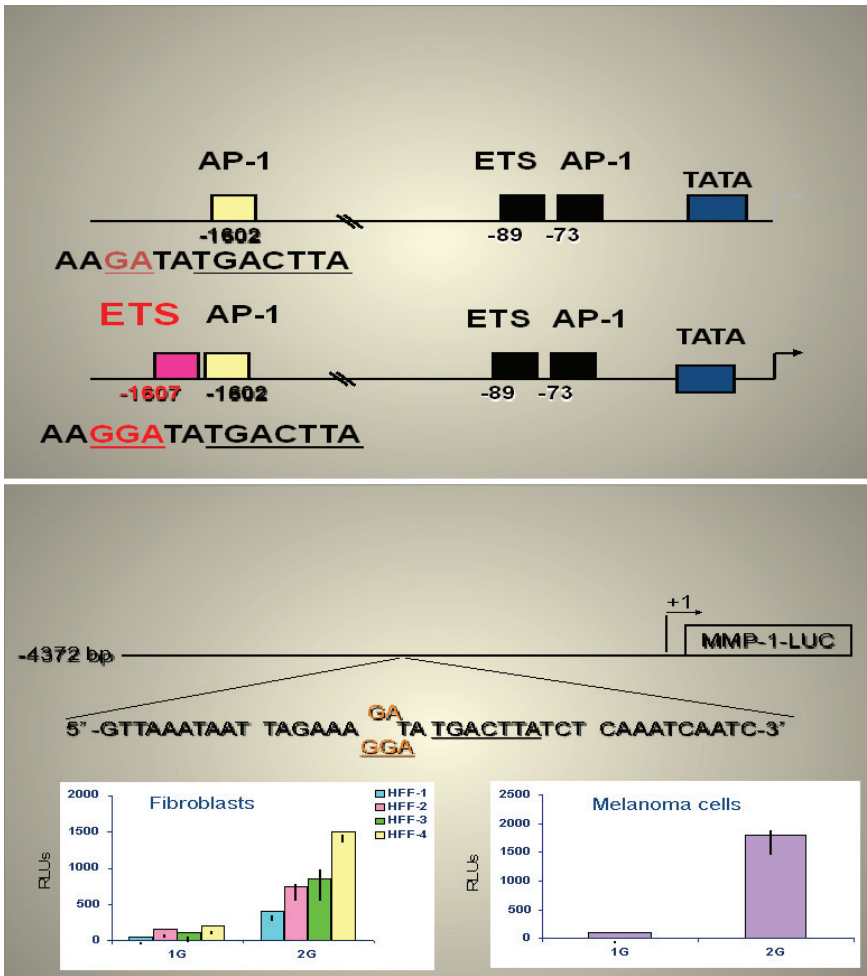 AP-1 ETS AP-1 TATA
-1602 -89 -73
AAGATATGACTTA
ETS AP-1 ETS AP-1 TATA
-1607 -1602 -89 -73
AAGGATATGACTTA
+1
-4372 bp MMP-1-LUC
GA
5" -GTTAAATAAT TAGAAA TA TGACTTATCT CAAATCAATC-3'
GGA
Fibroblasts
RLUs
2000
1500
1000
500
0
1G 2G
HFF-1
HFF-2
HFF-3
HFF-4
Melanoma cells
RLUs
2500
2000
1500
1000
500
0
1G 2G